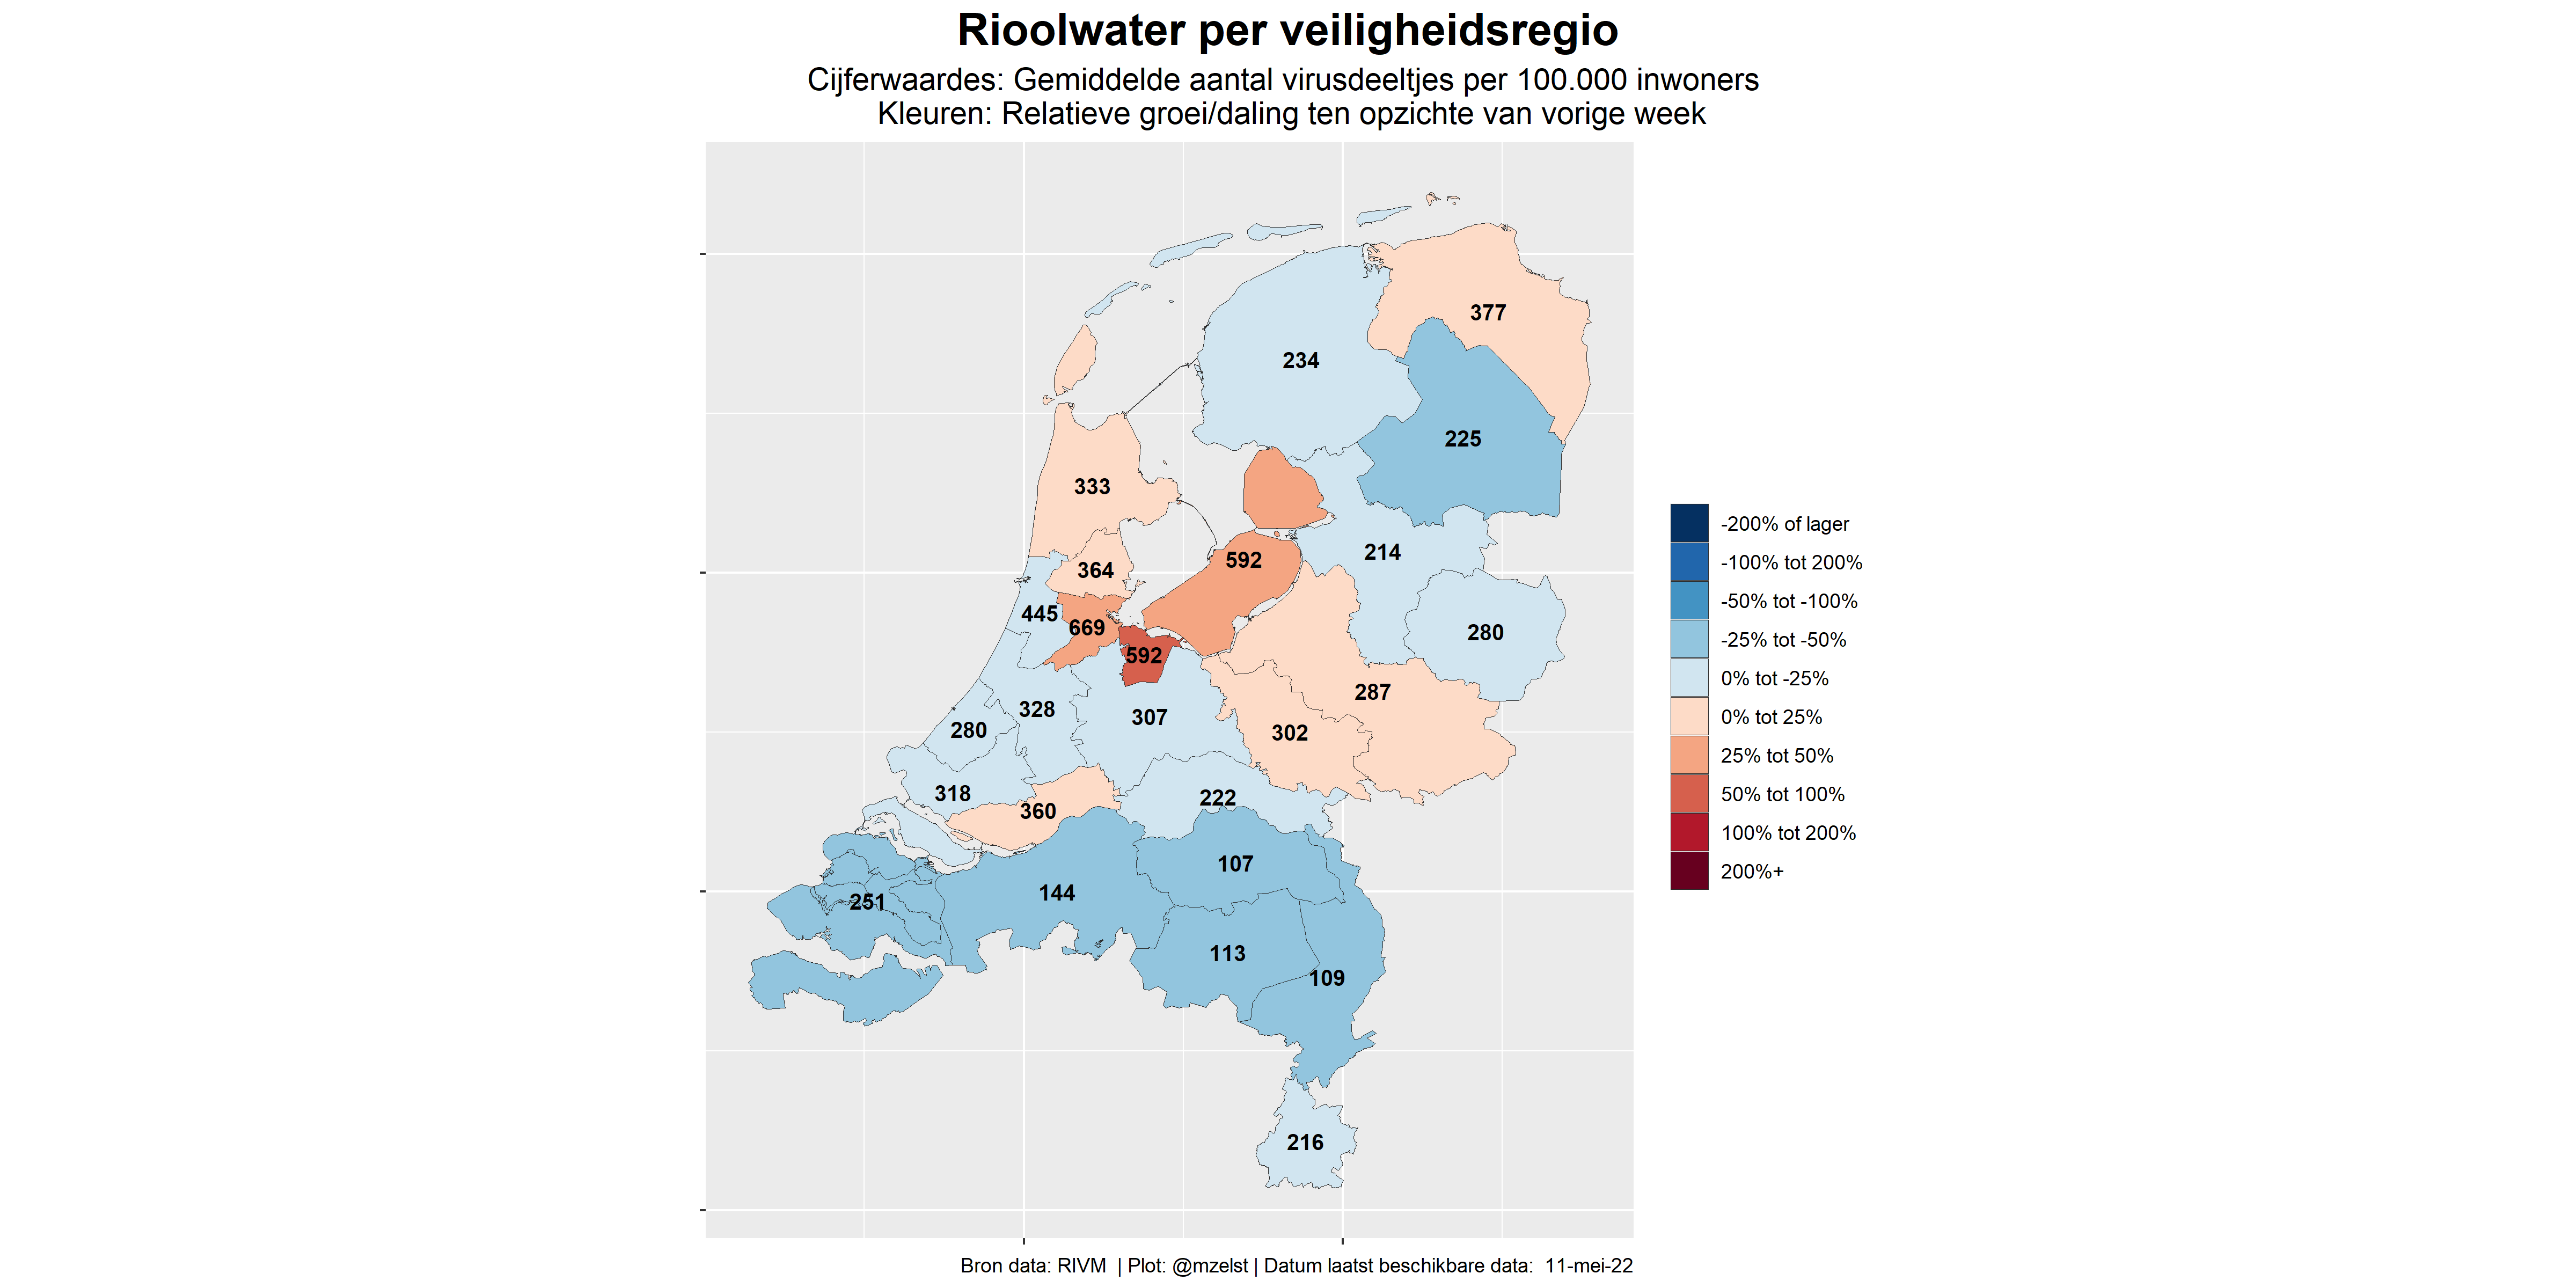 Rioolwater per veiligheidsregio
Cijferwaardes: Gemiddelde aantal virusdeeltjes per 100.000 inwoners
Kleuren: Relatieve groei/daling ten opzichte van vorige week
377
234
225
333
592
214
364
445
669
280
592
287
328
307
280
302
318
360
222
107
144
251
113
109
216
-200% of lager
-100% tot 200%
-50% tot -100%
-25% tot -50%
0% tot -25%
0% tot 25%
25% tot 50%
50% tot 100%
100% tot 200%
200%+
Bron data: RIVM | Plot: @mzelst | Datum laatst beschikbare data: 11-mei-22